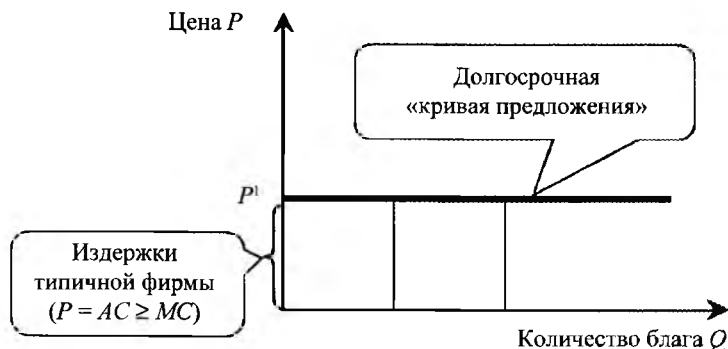 Цена P
Долгосрочная
«кривая предложения»
P¹
Издержки
типичной фирмы
(P = AC ≥ MC)
Количество блага Q